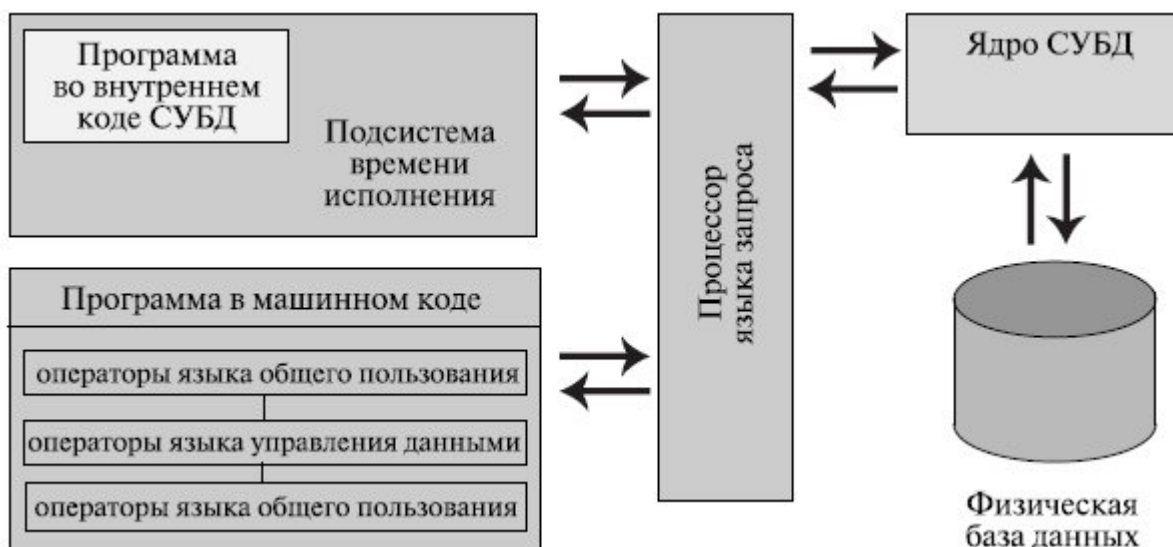 Программа
во внутреннем
коде СУБД
Подсистема
времени
исполнения
Программа в машинном коде
операторы языка общего пользования
операторы языка управления данными
операторы языка общего пользования
Процессор
языка запроса
Ядро СУБД
Физическая
база данных